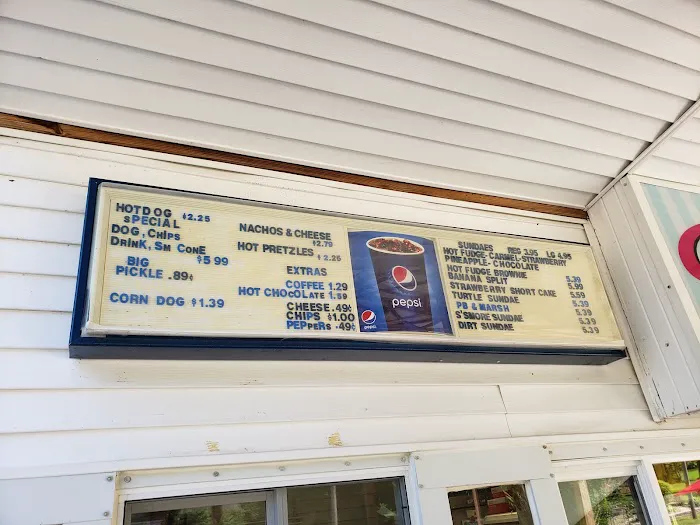 HOTDOG $2.25
SPECIAL
DOG, CHIPS
DRINK, SM CONE
$5 99
BIG
PICKLE .89¢
CORN DOG $1.39
NACHOS & CHEESE
$2.79
HOT PRETZLES $2.25
EXTRAS
COFFEE 1.29
HOT CHOCOLATE 1.59
CHEESE .49¢
CHIPS $1.00
PEPPERS .49¢
pepsi
pepsi
SUNDAES REG 3.95 LG 4.95
HOT FUDGE-CARMEL-STRAWBERRY
PINEAPPLE- CHOCOLATE
HOT FUDGE BROWNIE 5.39
BANANA SPLIT 5.99
STRAWBERRY SHORT CAKE 5.59
TURTLE SUNDAE 5.39
PB & MARSH 5.39
S'MORE SUNDAE 5.39
DIRT SUNDAE 5.39